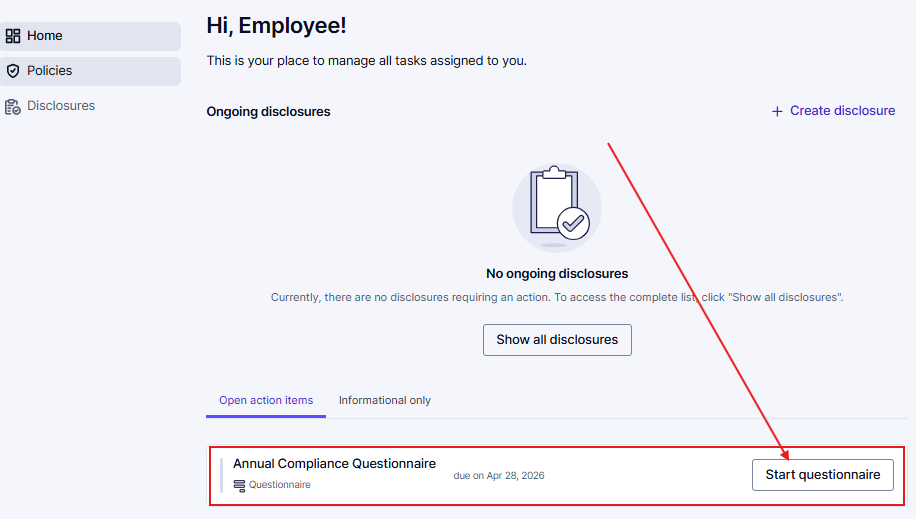 Home
Policies
Disclosures
Hi, Employee!
This is your place to manage all tasks assigned to you.
Ongoing disclosures
+ Create disclosure
No ongoing disclosures
Currently, there are no disclosures requiring an action. To access the complete list, click "Show all disclosures".
Show all disclosures
Open action items
Informational only
Annual Compliance Questionnaire
Questionnaire
due on Apr 28, 2026
Start questionnaire